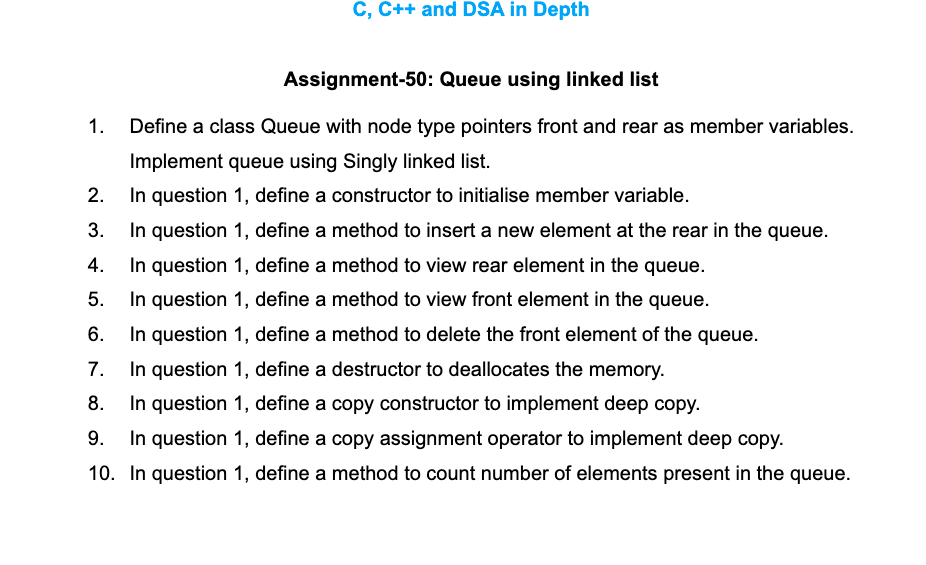 C, C++ and DSA in Depth
Assignment-50: Queue using linked list
1. Define a class Queue with node type pointers front and rear as member variables.
Implement queue using Singly linked list.
2. In question 1, define a constructor to initialise member variable.
3. In question 1, define a method to insert a new element at the rear in the queue.
4. In question 1, define a method to view rear element in the queue.
5. In question 1, define a method to view front element in the queue.
6. In question 1, define a method to delete the front element of the queue.
7. In question 1, define a destructor to deallocates the memory.
8. In question 1, define a copy constructor to implement deep copy.
9. In question 1, define a copy assignment operator to implement deep copy.
10. In question 1, define a method to count number of elements present in the queue.